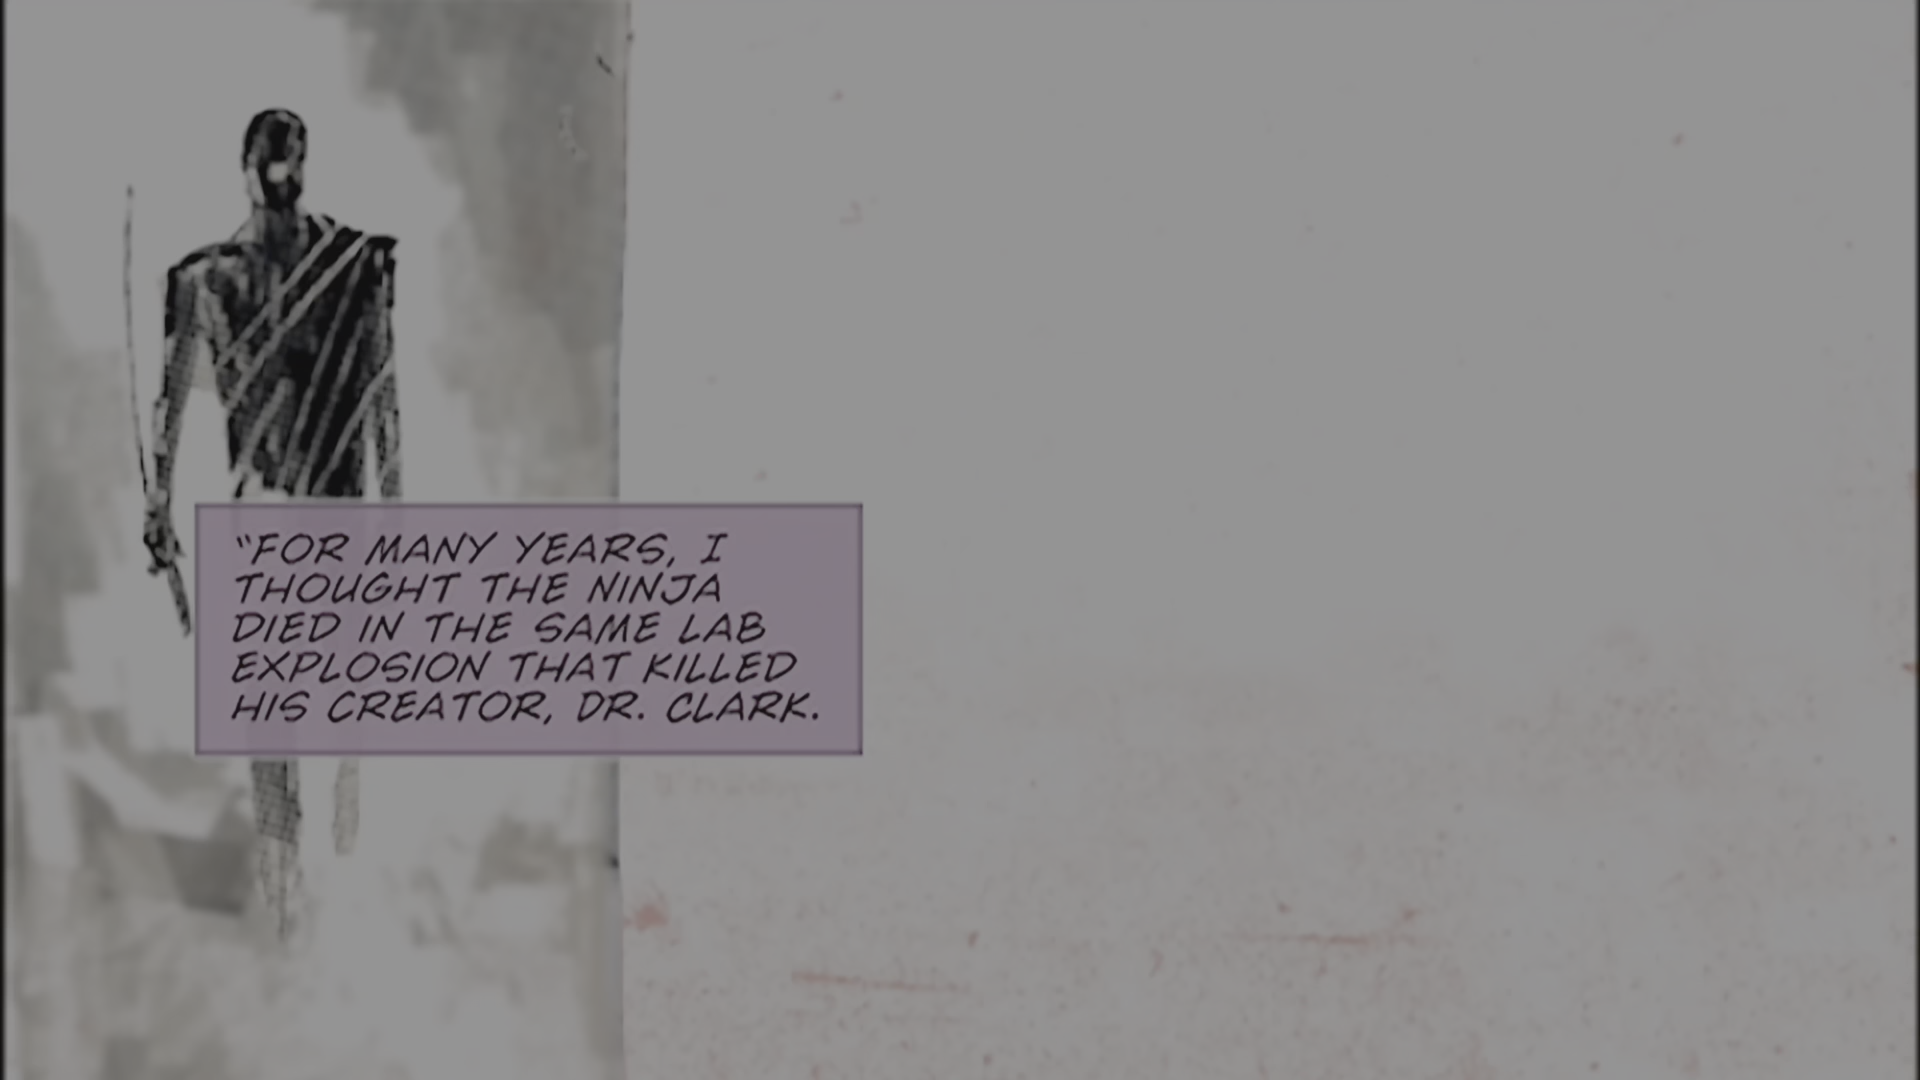 “FOR MANY YEARS, I
THOUGHT THE NINJA
DIED IN THE SAME LAB
EXPLOSION THAT KILLED
HIS CREATOR, DR. CLARK.